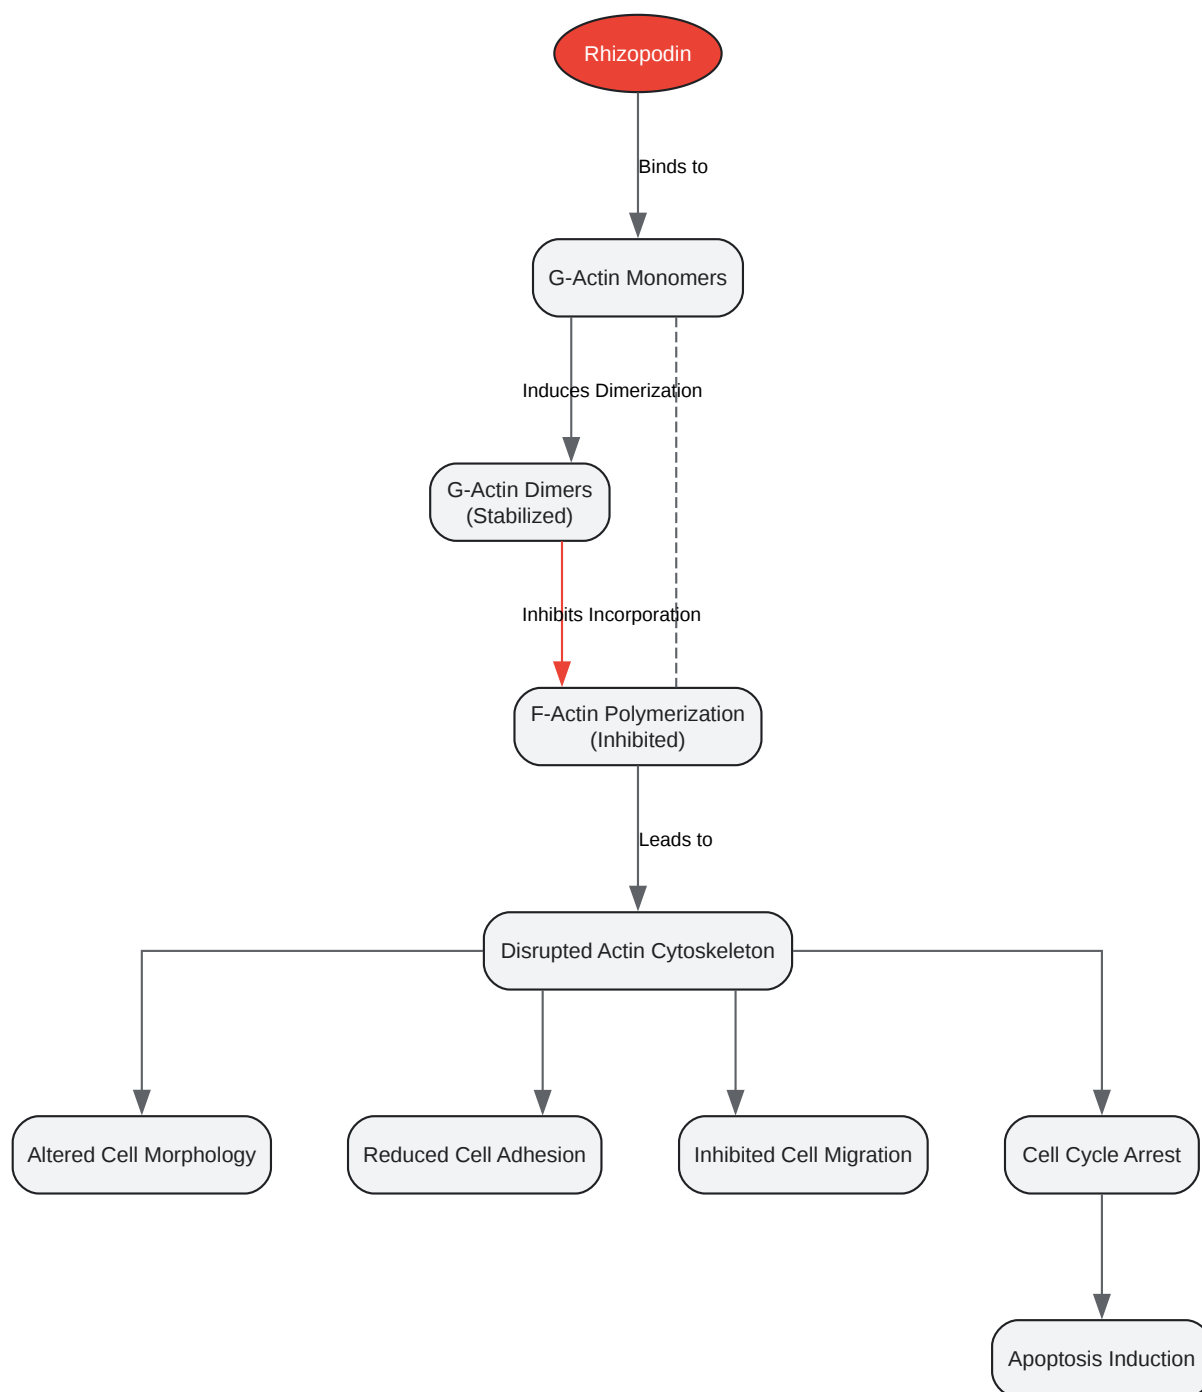 Rhizopodin
Binds to
G-Actin Monomers
Induces Dimerization
G-Actin Dimers
(Stabilized)
Inhibits Incorporation
F-Actin Polymerization
(Inhibited)
Leads to
Disrupted Actin Cytoskeleton
Altered Cell Morphology
Reduced Cell Adhesion
Inhibited Cell Migration
Cell Cycle Arrest
Apoptosis Induction